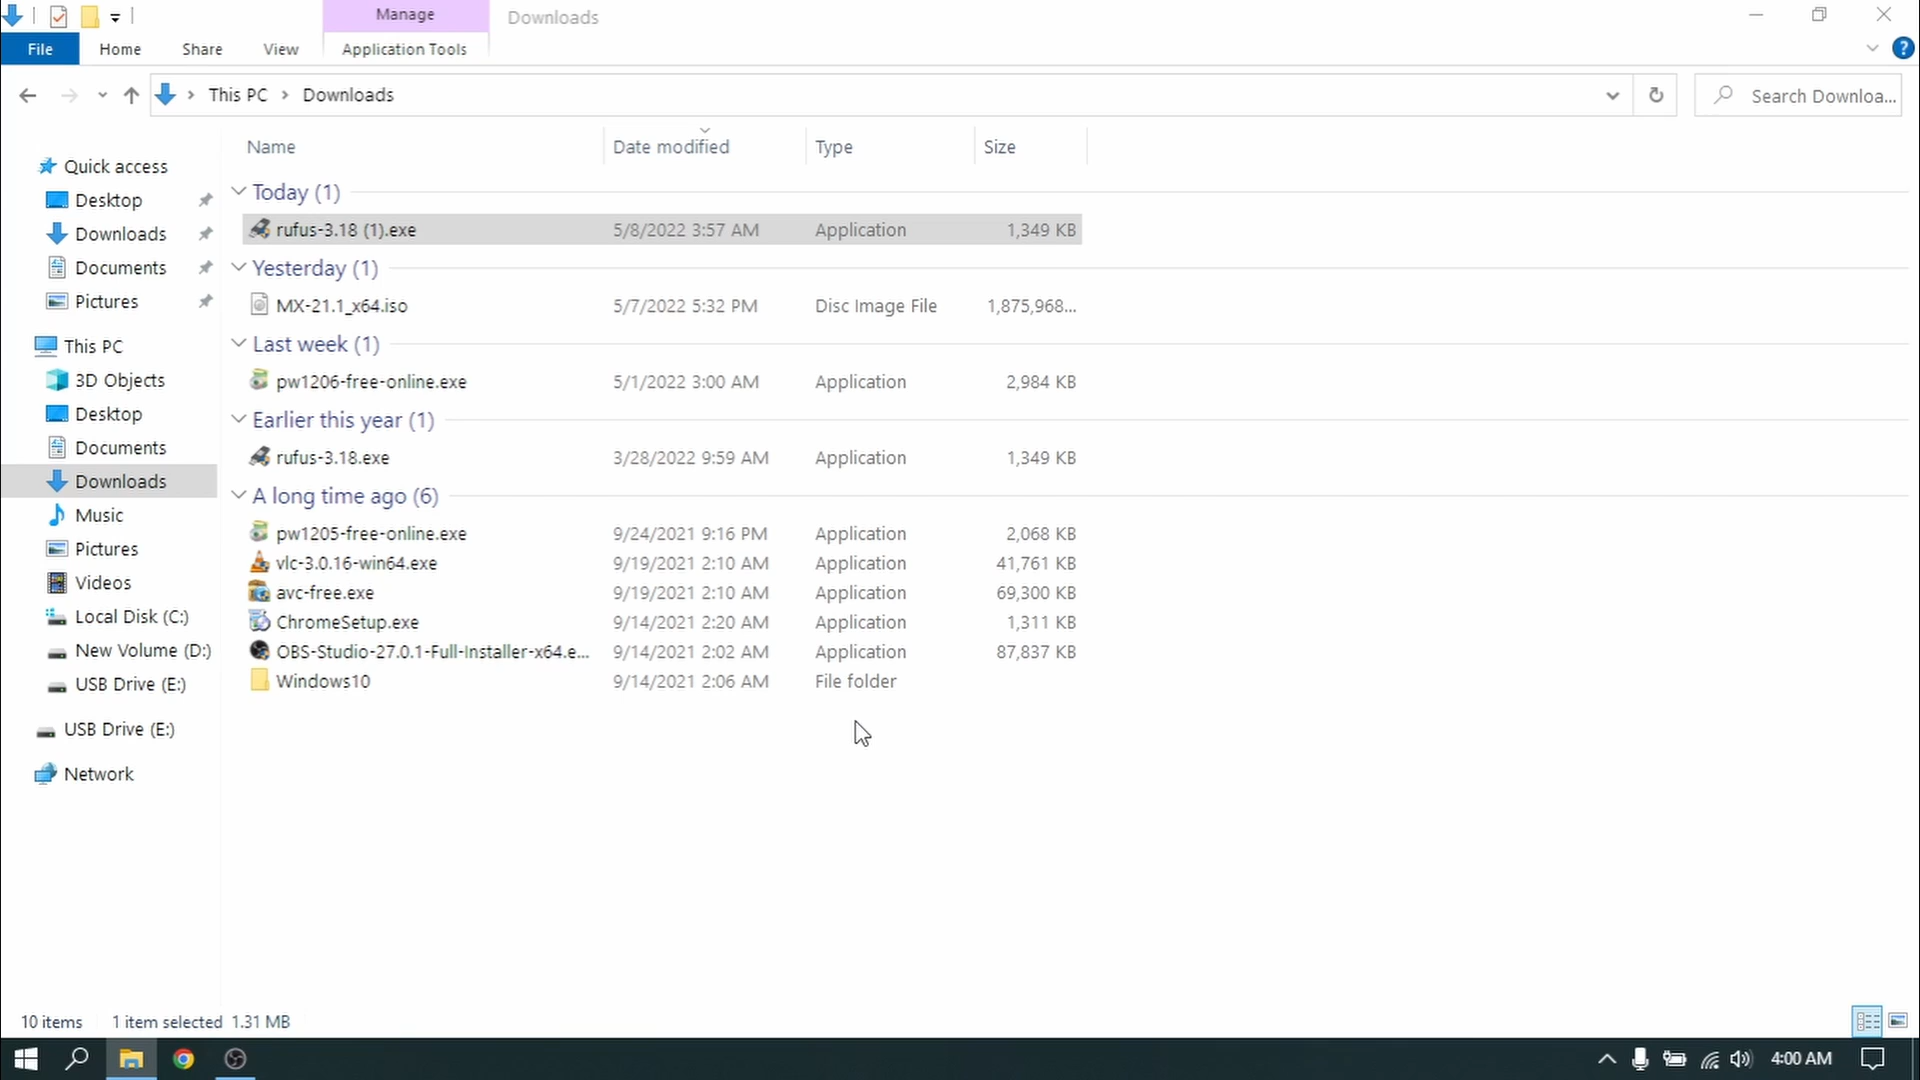 Manage
Downloads
File
Home
Share
View
Application Tools
?
This PC
Downloads
Search Downloa...
Name
Date modified
Type
Size
Quick access
Desktop
Downloads
Documents
Pictures
This PC
3D Objects
Desktop
Documents
Downloads
Music
Pictures
Videos
Local Disk (C:)
New Volume (D:)
USB Drive (E:)
USB Drive (E:)
Network
Today (1)
rufus-3.18 (1).exe 5/8/2022 3:57 AM Application 1,349 KB
Yesterday (1)
MX-21.1_x64.iso 5/7/2022 5:32 PM Disc Image File 1,875,968...
Last week (1)
pw1206-free-online.exe 5/1/2022 3:00 AM Application 2,984 KB
Earlier this year (1)
rufus-3.18.exe 3/28/2022 9:59 AM Application 1,349 KB
A long time ago (6)
pw1205-free-online.exe 9/24/2021 9:16 PM Application 2,068 KB
vlc-3.0.16-win64.exe 9/19/2021 2:10 AM Application 41,761 KB
avc-free.exe 9/19/2021 2:10 AM Application 69,300 KB
ChromeSetup.exe 9/14/2021 2:20 AM Application 1,311 KB
OBS-Studio-27.0.1-Full-Installer-x64.e... 9/14/2021 2:02 AM Application 87,837 KB
Windows10 9/14/2021 2:06 AM File folder
10 items 1 item selected 1.31 MB
4:00 AM